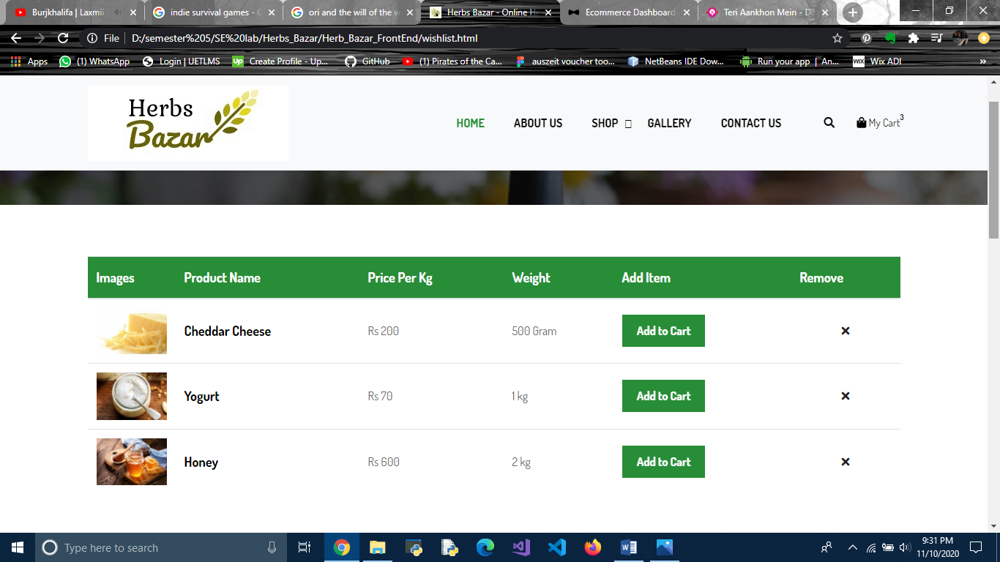 Burjkhalifa | Laxmii
indie survival games - G
ori and the will of the w
Herbs Bazar - Online H
Ecommerce Dashboard
Teri Aankhon Mein - Da
File | D:/semester%205/SE%20lab/Herbs_Bazar/Herb_Bazar_FrontEnd/wishlist.html
Apps (1) WhatsApp Login | UETLMS Up Create Profile - Up... GitHub (1) Pirates of the Ca... auszeit voucher too... NetBeans IDE Dow... Run your app | An... WIX Wix ADI »
Herbs
Bazar
HOME ABOUT US SHOP GALLERY CONTACT US My Cart 3
Images Product Name Price Per Kg Weight Add Item Remove
Cheddar Cheese Rs 200 500 Gram Add to Cart
Yogurt Rs 70 1 kg Add to Cart
Honey Rs 600 2 kg Add to Cart
Type here to search
9:31 PM
11/10/2020